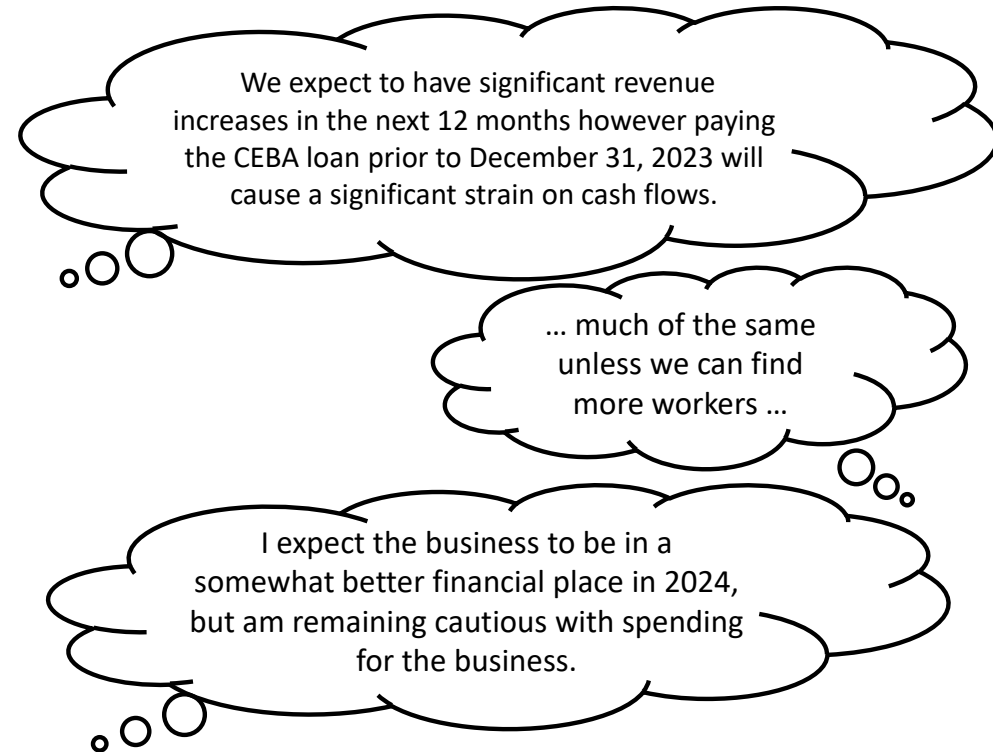 We expect to have significant revenue
increases in the next 12 months however paying
the CEBA loan prior to December 31, 2023 will
cause a significant strain on cash flows.
... much of the same
unless we can find
more workers ...
I expect the business to be in a
somewhat better financial place in 2024,
but am remaining cautious with spending
for the business.